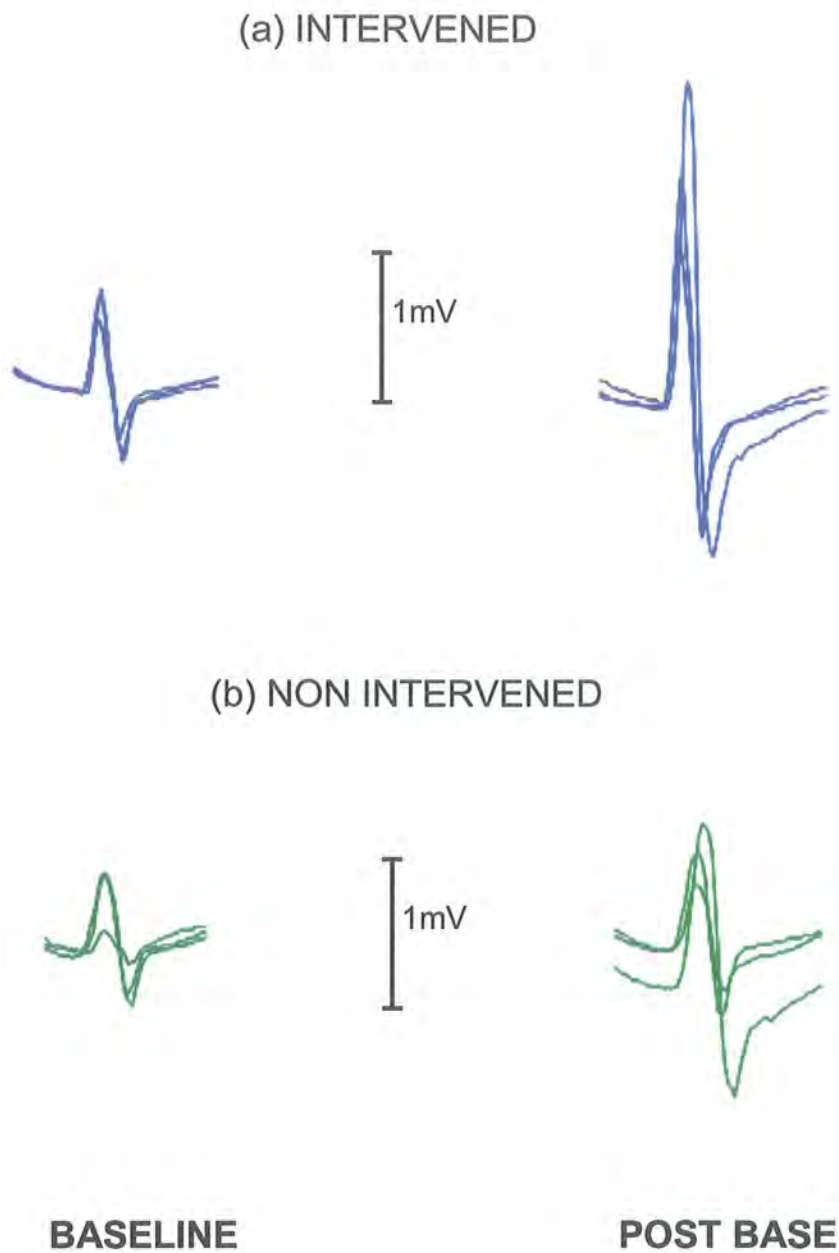 (a) INTERVENED
1mV
(b) NON INTERVENED
1mV
BASELINE
POST BASE